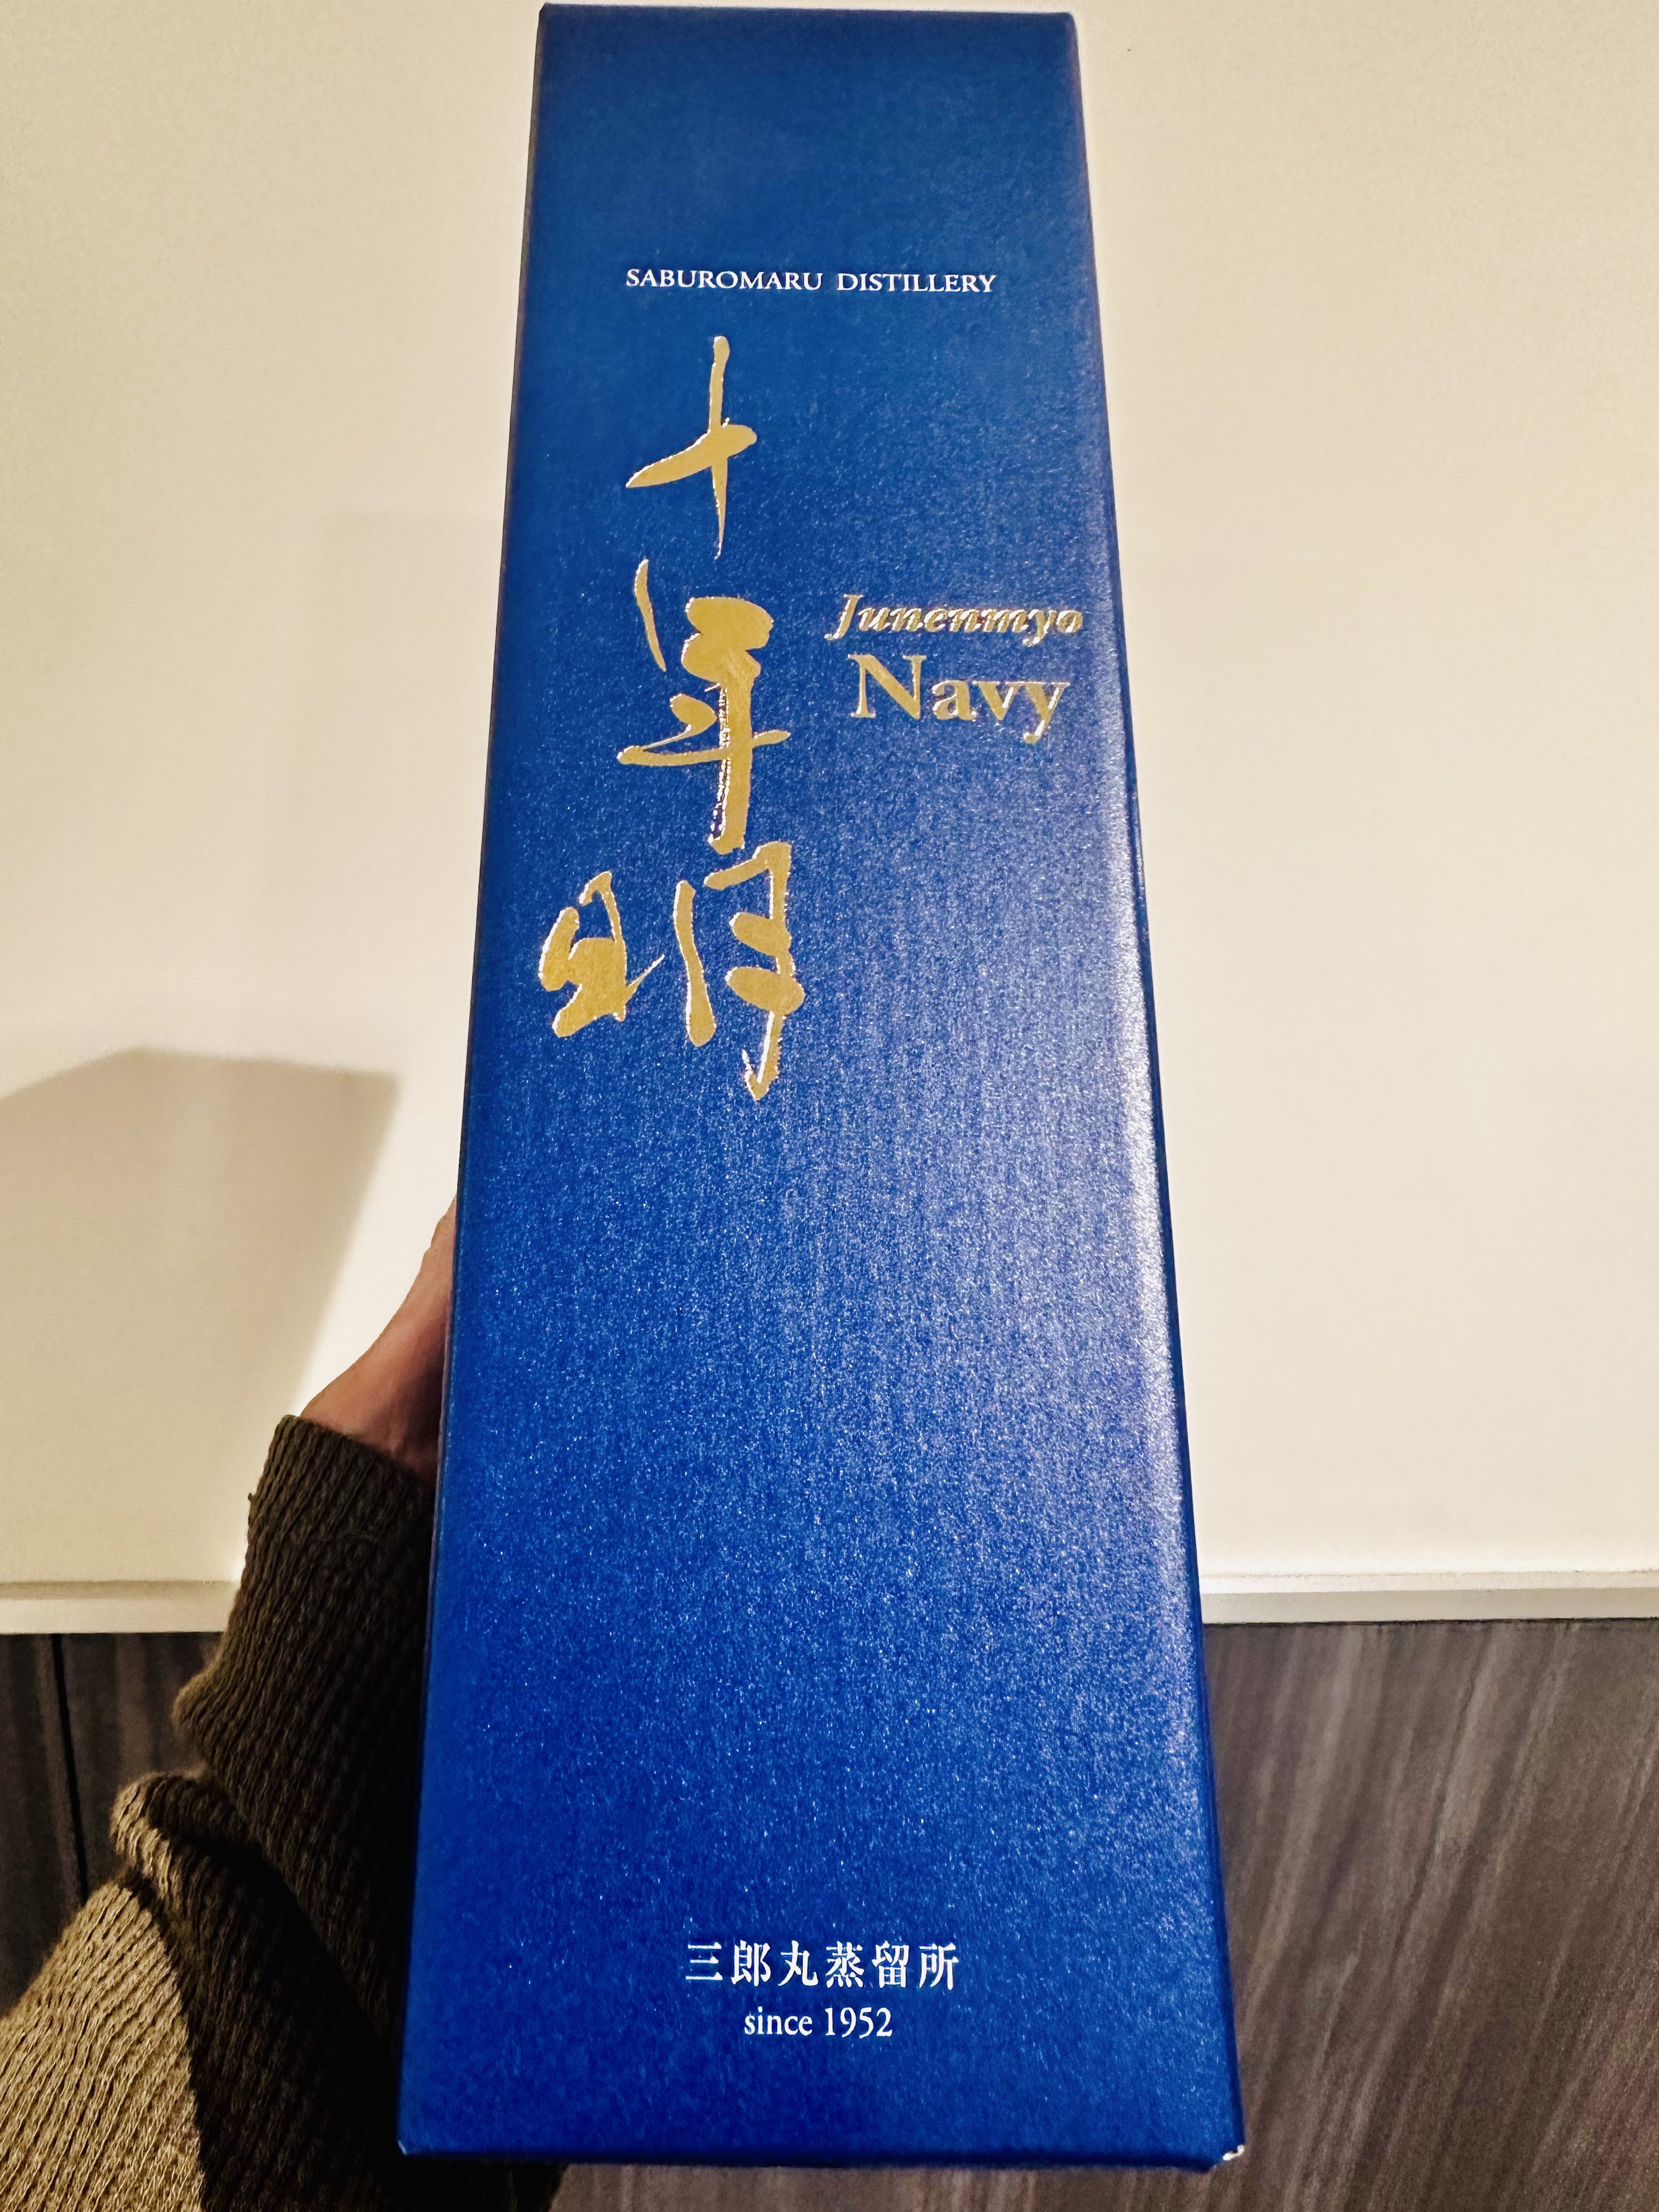 SABUROMARU DISTILLERY
十年明
Junenmyo
Navy
三郎丸蒸留所
since 1952